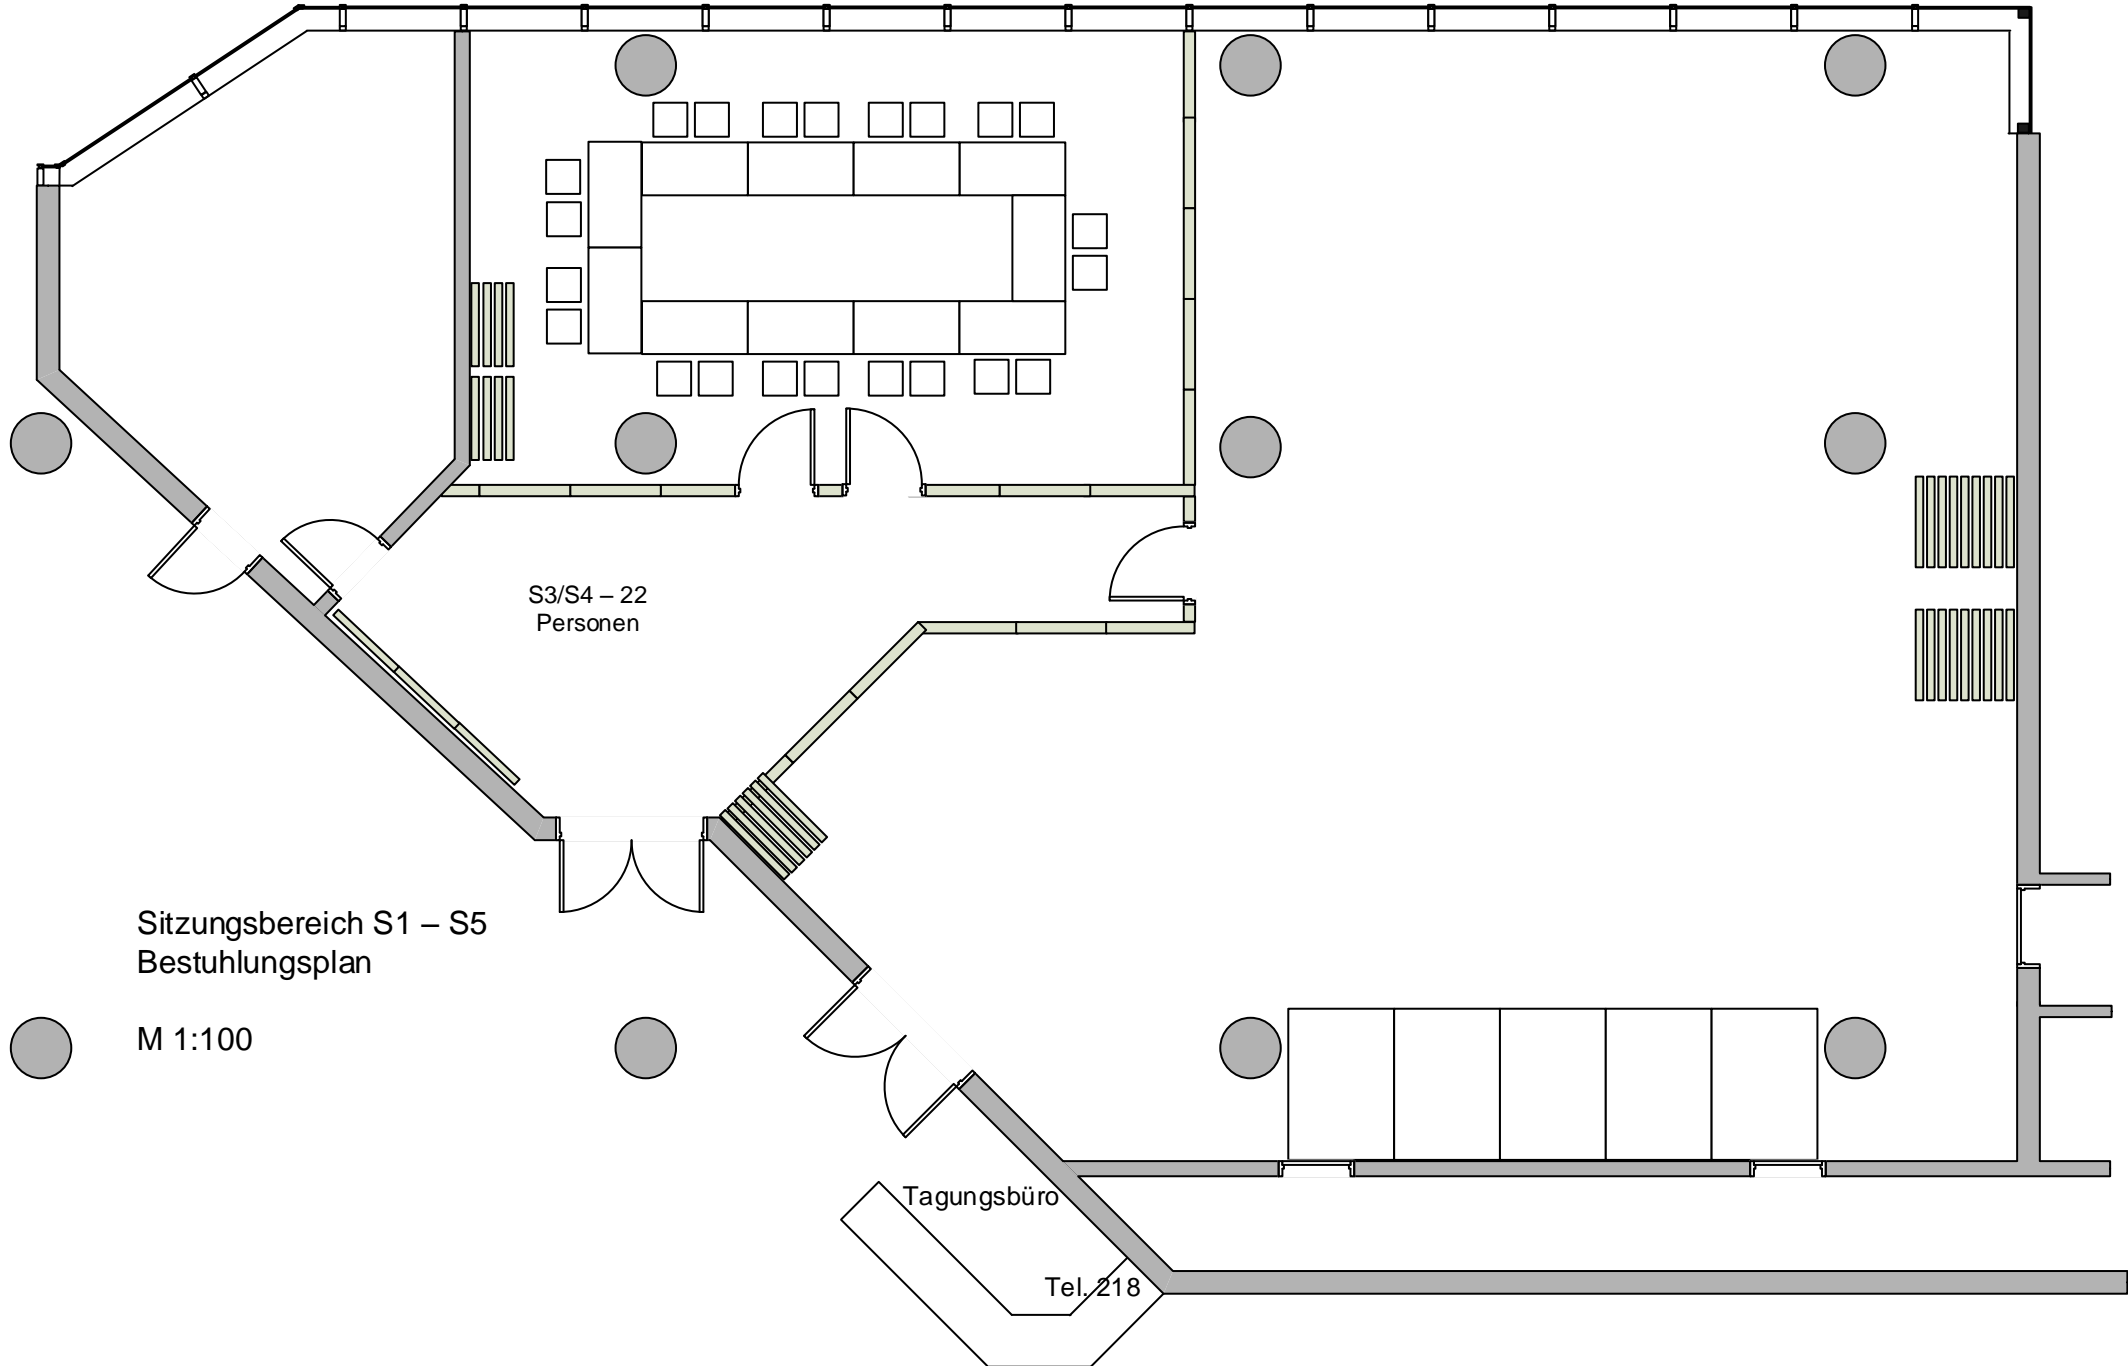 S3/S4 – 22
Personen
Sitzungsbereich S1 – S5
Bestuhlungsplan
M 1:100
Tagungsbüro
Tel. 218